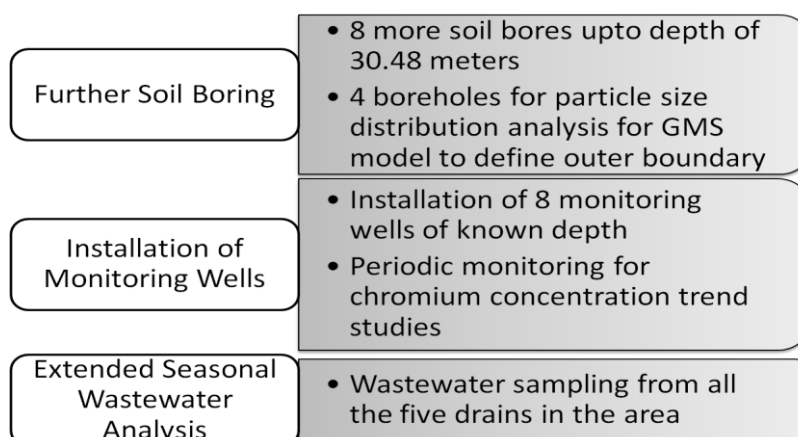 Further Soil Boring
• 8 more soil bores upto depth of
30.48 meters
• 4 boreholes for particle size
distribution analysis for GMS
model to define outer boundary
Installation of
Monitoring Wells
• Installation of 8 monitoring
wells of known depth
• Periodic monitoring for
chromium concentration trend
studies
Extended Seasonal
Wastewater
Analysis
• Wastewater sampling from all
the five drains in the area